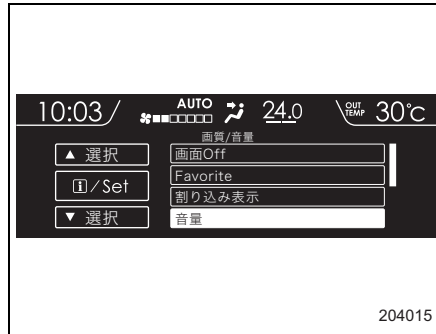 10:03 AUTO 24.0 OUT TEMP 30℃
画質/音量
▲ 選択
画面Off
i/Set
Favorite
割り込み表示
▼ 選択
音量
204015